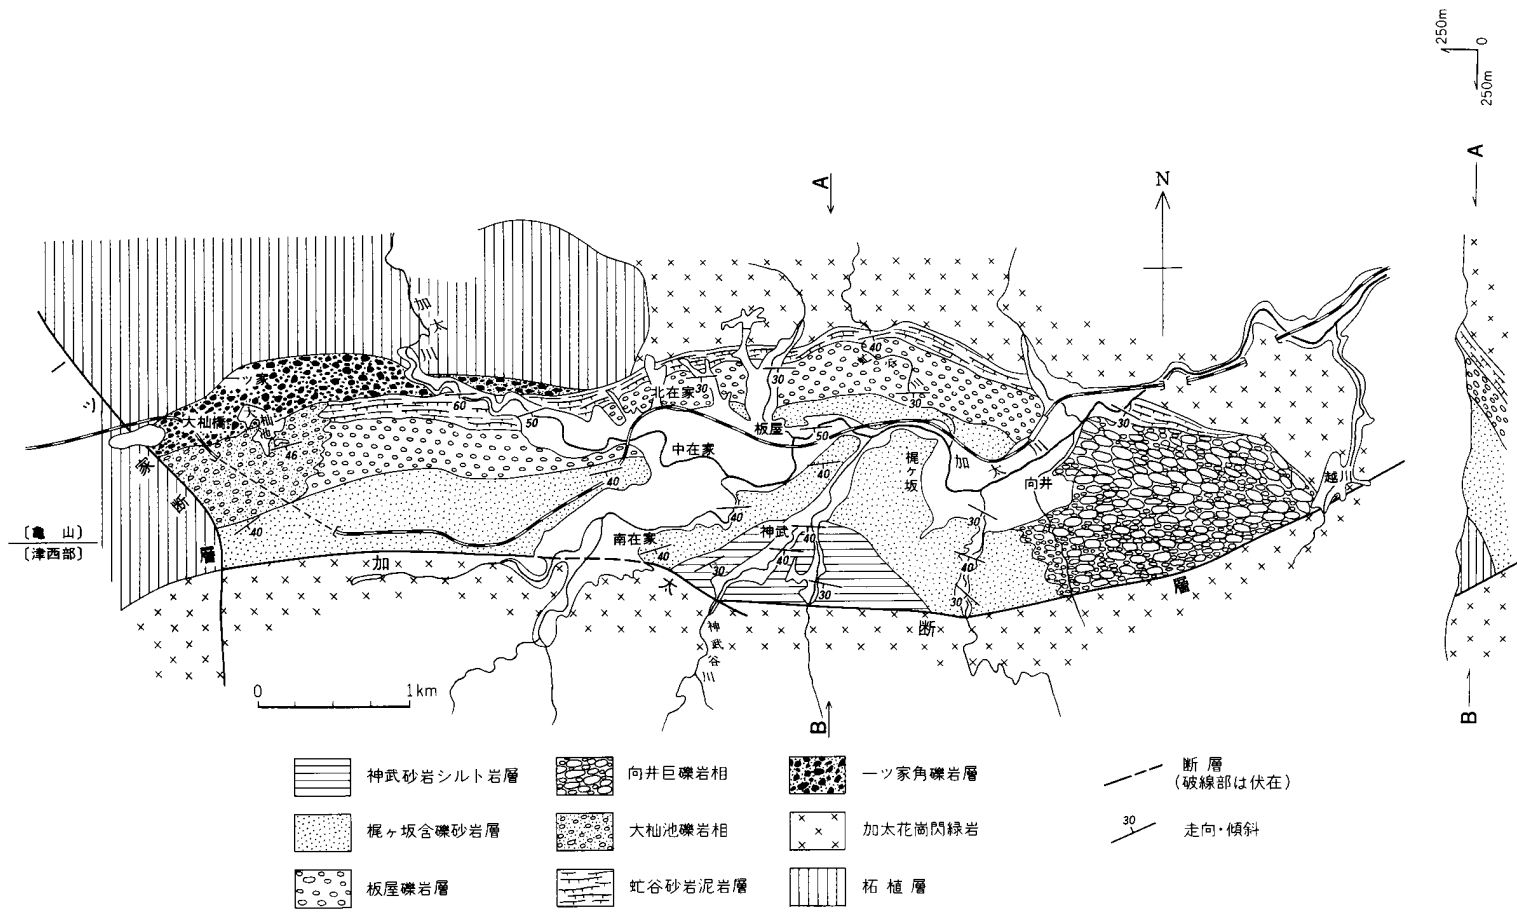 250m
0
250m
A
A
N
加
太
川
一ツ家
大杣橋
大杣池
60
50
46
40
40
北在家
30
30
40
虻谷川
30
板屋
50
中在家
40
40
梶ヶ坂
加
太
川
向井
30
30
越川
一
ツ
家
断
層
〔亀 山〕
〔津西部〕
加
太
断
層
南在家
40
神武
40
40
30
30
40
30
神武谷川
0
1km
B
B
神武砂岩シルト岩層
向井巨礫岩相
一ツ家角礫岩層
断 層
(破線部は伏在)
梶ヶ坂含礫砂岩層
大杣池礫岩相
加太花崗閃緑岩
30
走向・傾斜
板屋礫岩層
虻谷砂岩泥岩層
柘 植 層